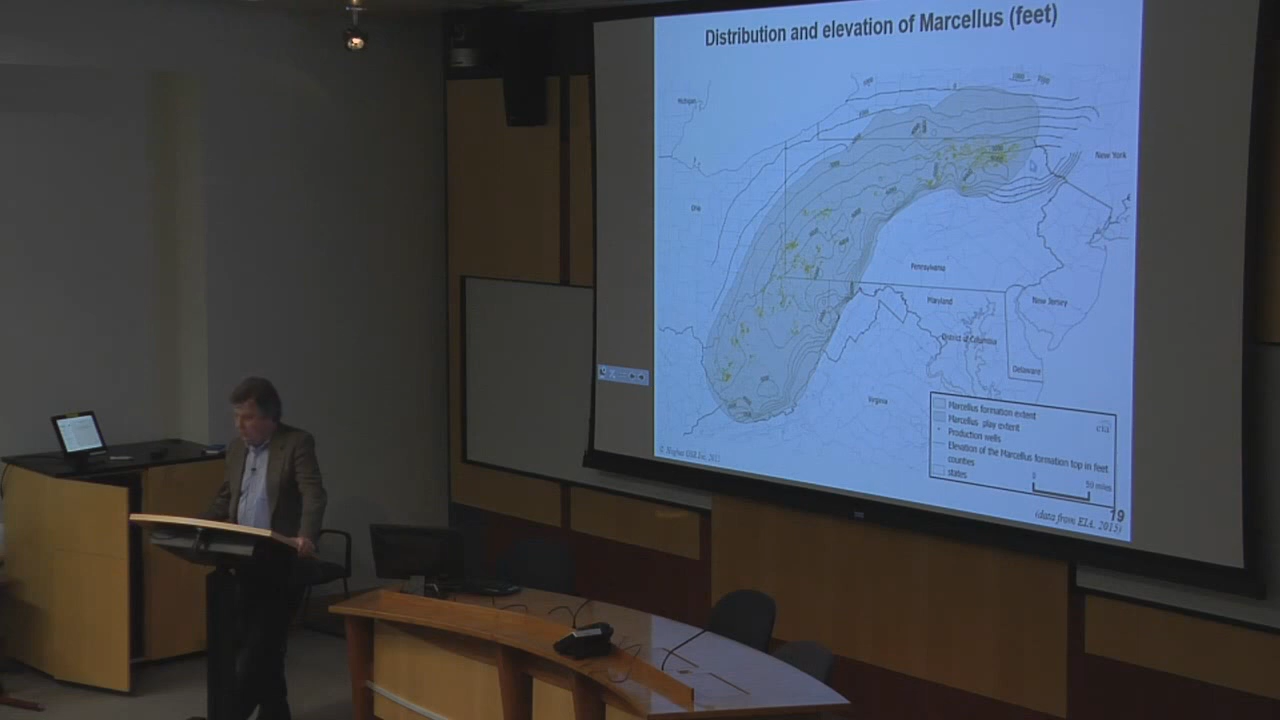 Distribution and elevation of Marcellus (feet)
Michigan
New York
Ohio
Pennsylvania
Maryland
New Jersey
District of Columbia
Delaware
Virginia
Marcellus formation extent
eia
Marcellus play extent
Production wells
Elevation of the Marcellus formation top in feet
counties
states
50 miles
19
(data from EIA, 2015)